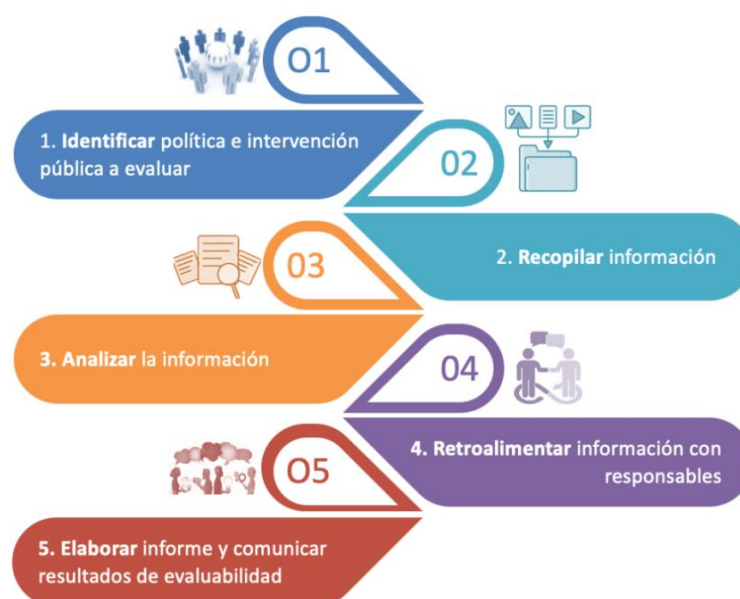 O1
1. Identificar política e intervención
pública a evaluar
02
2. Recopilar información
03
3. Analizar la información
04
4. Retroalimentar información con
responsables
O5
5. Elaborar informe y comunicar
resultados de evaluabilidad